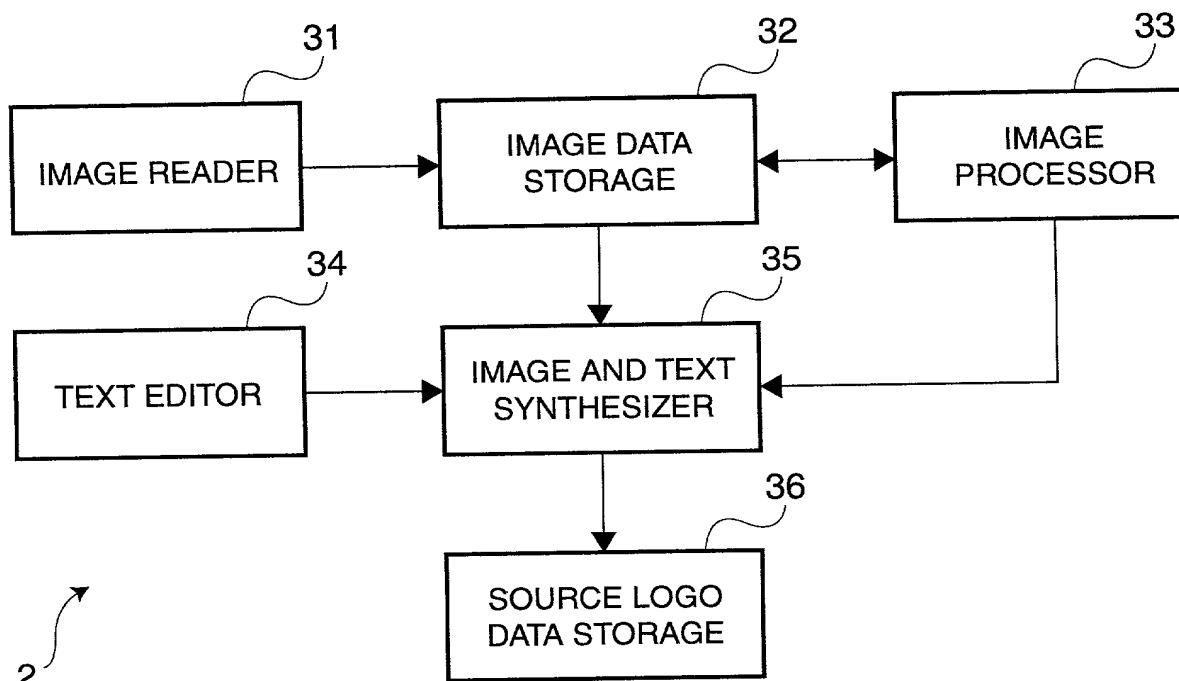 31
32
33
IMAGE READER
IMAGE DATA
STORAGE
IMAGE
PROCESSOR
34
35
TEXT EDITOR
IMAGE AND TEXT
SYNTHESIZER
36
SOURCE LOGO
DATA STORAGE
2